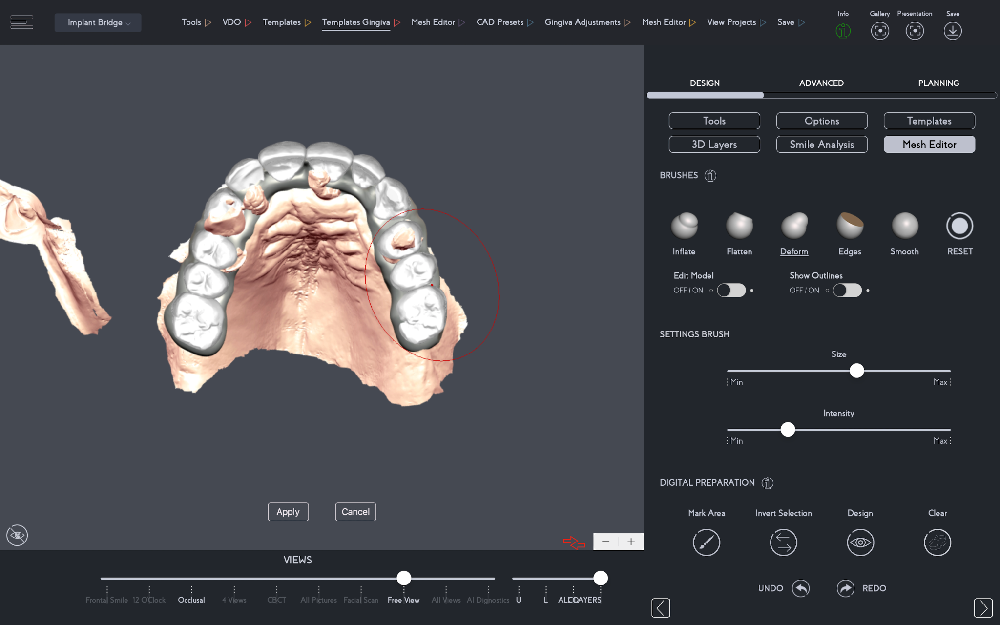 Implant Bridge
Tools VDO Templates Templates Gingiva Mesh Editor CAD Presets Gingiva Adjustments Mesh Editor View Projects Save
Info Gallery Presentation Save
DESIGN ADVANCED PLANNING
Tools Options Templates
3D Layers Smile Analysis Mesh Editor
BRUSHES
Inflate Flatten Deform Edges Smooth RESET
Edit Model Show Outlines
OFF / ON OFF / ON
SETTINGS BRUSH
Size
Min Max
Intensity
Min Max
DIGITAL PREPARATION
Mark Area Invert Selection Design Clear
UNDO REDO
Apply Cancel
− +
VIEWS
Frontal Smile 12 O'Clock Occlusal 4 Views CBCT All Pictures Facial Scan Free View All Views AI Dignostics U L